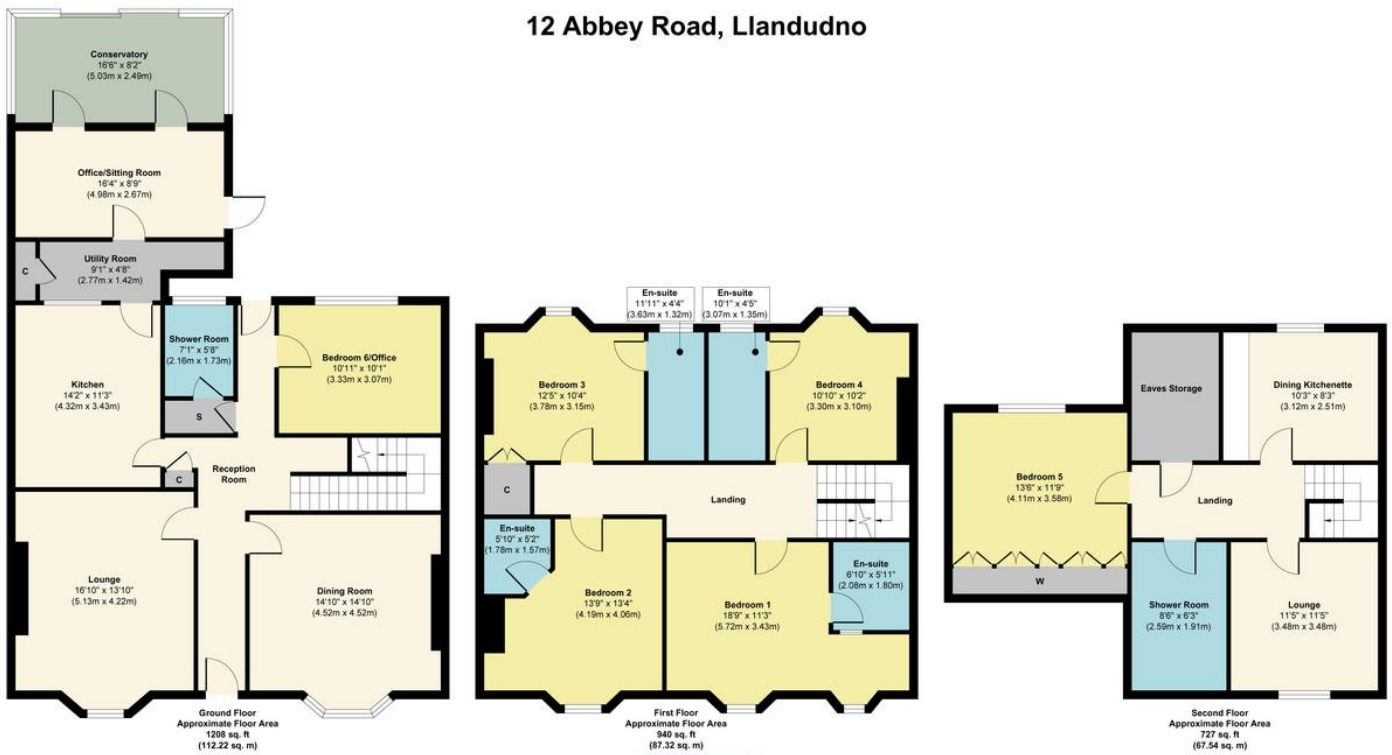 12 Abbey Road, Llandudno
Conservatory
16'6" x 8'2"
(5.03m x 2.49m)
Office/Sitting Room
16'4" x 8'9"
(4.98m x 2.67m)
C
Utility Room
9'1" x 4'8"
(2.77m x 1.42m)
Shower Room
7'1" x 5'8"
(2.16m x 1.73m)
Bedroom 6/Office
10'11" x 10'1"
(3.33m x 3.07m)
Kitchen
14'2" x 11'3"
(4.32m x 3.43m)
S
Reception
Room
C
Lounge
16'10" x 13'10"
(5.13m x 4.22m)
Dining Room
14'10" x 14'10"
(4.52m x 4.52m)
Ground Floor
Approximate Floor Area
1208 sq. ft
(112.22 sq. m)
En-suite
11'11" x 4'4"
(3.63m x 1.32m)
En-suite
10'1" x 4'5"
(3.07m x 1.35m)
Bedroom 3
12'5" x 10'4"
(3.78m x 3.15m)
Bedroom 4
10'10" x 10'2"
(3.30m x 3.10m)
C
Landing
En-suite
5'10" x 5'2"
(1.78m x 1.57m)
Bedroom 2
13'9" x 13'4"
(4.19m x 4.06m)
Bedroom 1
18'9" x 11'3"
(5.72m x 3.43m)
En-suite
6'10" x 5'11"
(2.08m x 1.80m)
First Floor
Approximate Floor Area
940 sq. ft
(87.32 sq. m)
Eaves Storage
Dining Kitchenette
10'3" x 8'3"
(3.12m x 2.51m)
Bedroom 5
13'6" x 11'9"
(4.11m x 3.58m)
Landing
W
Shower Room
8'6" x 6'3"
(2.59m x 1.91m)
Lounge
11'5" x 11'5"
(3.48m x 3.48m)
Second Floor
Approximate Floor Area
727 sq. ft
(67.54 sq. m)